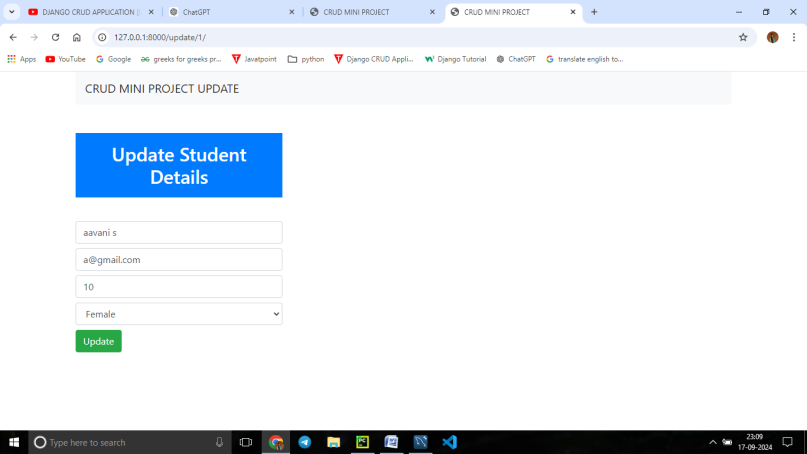 DJANGO CRUD APPLICATION ||
ChatGPT
CRUD MINI PROJECT
CRUD MINI PROJECT
127.0.0.1:8000/update/1/
Apps
YouTube
Google
greeks for greeks pr...
Javatpoint
python
Django CRUD Appli...
Django Tutorial
ChatGPT
translate english to...
CRUD MINI PROJECT UPDATE
Update Student
Details
aavani s
a@gmail.com
10
Female
Update
Type here to search
23:09
17-09-2024